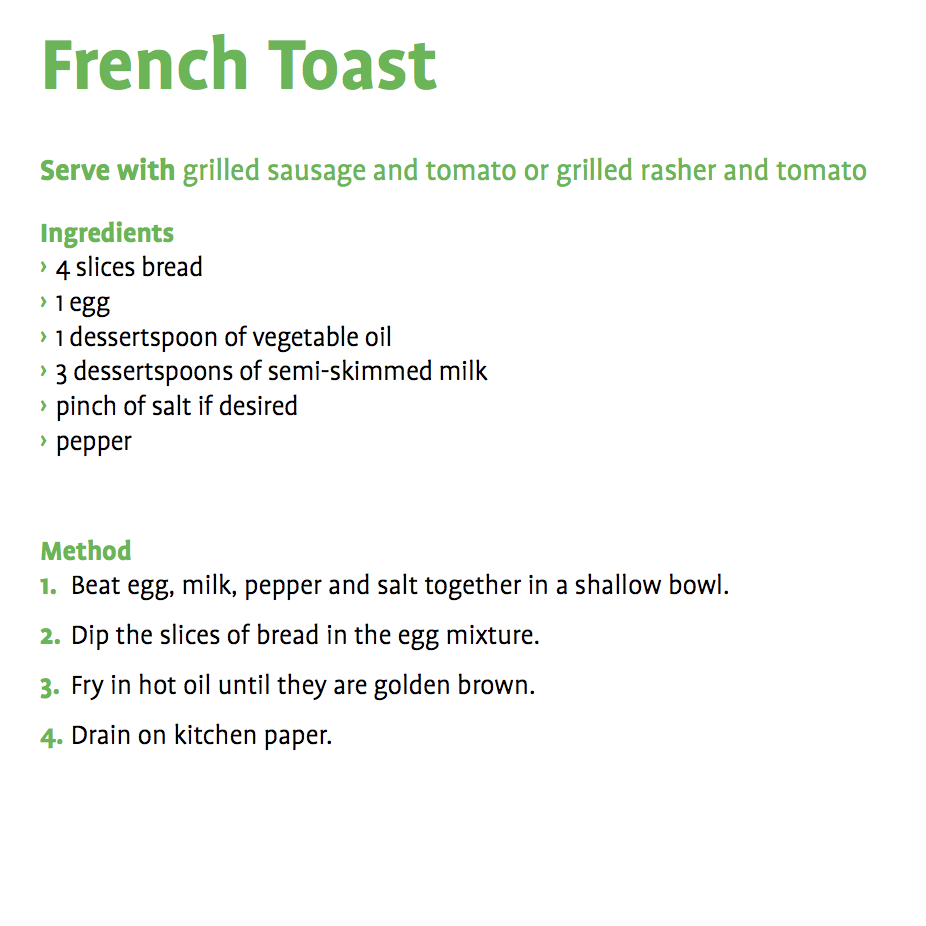 French Toast
Serve with grilled sausage and tomato or grilled rasher and tomato
Ingredients
› 4 slices bread
› 1 egg
› 1 dessertspoon of vegetable oil
› 3 dessertspoons of semi-skimmed milk
› pinch of salt if desired
› pepper
Method
1. Beat egg, milk, pepper and salt together in a shallow bowl.
2. Dip the slices of bread in the egg mixture.
3. Fry in hot oil until they are golden brown.
4. Drain on kitchen paper.